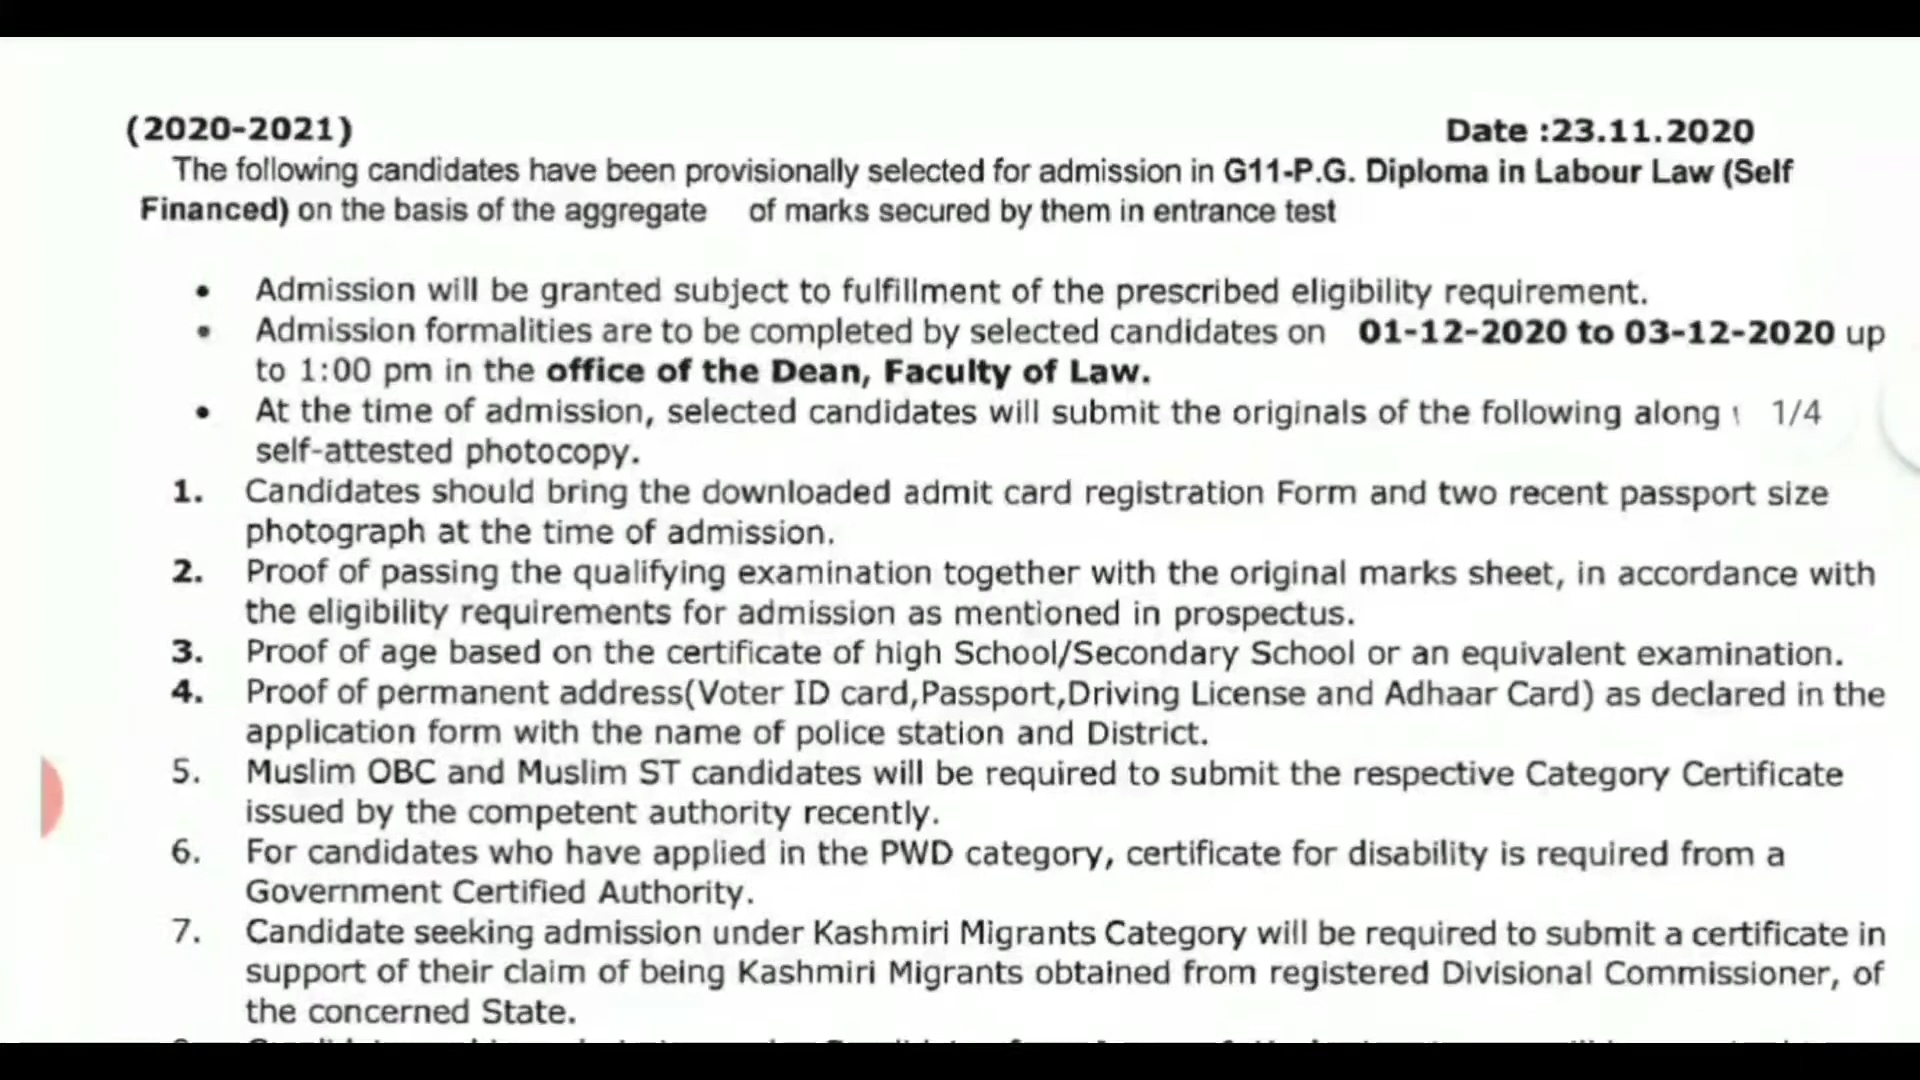 (2020-2021) Date :23.11.2020
The following candidates have been provisionally selected for admission in G11-P.G. Diploma in Labour Law (Self
Financed) on the basis of the aggregate of marks secured by them in entrance test
• Admission will be granted subject to fulfillment of the prescribed eligibility requirement.
• Admission formalities are to be completed by selected candidates on 01-12-2020 to 03-12-2020 up
to 1:00 pm in the office of the Dean, Faculty of Law.
• At the time of admission, selected candidates will submit the originals of the following along 1/4
self-attested photocopy.
1. Candidates should bring the downloaded admit card registration Form and two recent passport size
photograph at the time of admission.
2. Proof of passing the qualifying examination together with the original marks sheet, in accordance with
the eligibility requirements for admission as mentioned in prospectus.
3. Proof of age based on the certificate of high School/Secondary School or an equivalent examination.
4. Proof of permanent address(Voter ID card,Passport,Driving License and Adhaar Card) as declared in the
application form with the name of police station and District.
5. Muslim OBC and Muslim ST candidates will be required to submit the respective Category Certificate
issued by the competent authority recently.
6. For candidates who have applied in the PWD category, certificate for disability is required from a
Government Certified Authority.
7. Candidate seeking admission under Kashmiri Migrants Category will be required to submit a certificate in
support of their claim of being Kashmiri Migrants obtained from registered Divisional Commissioner, of
the concerned State.